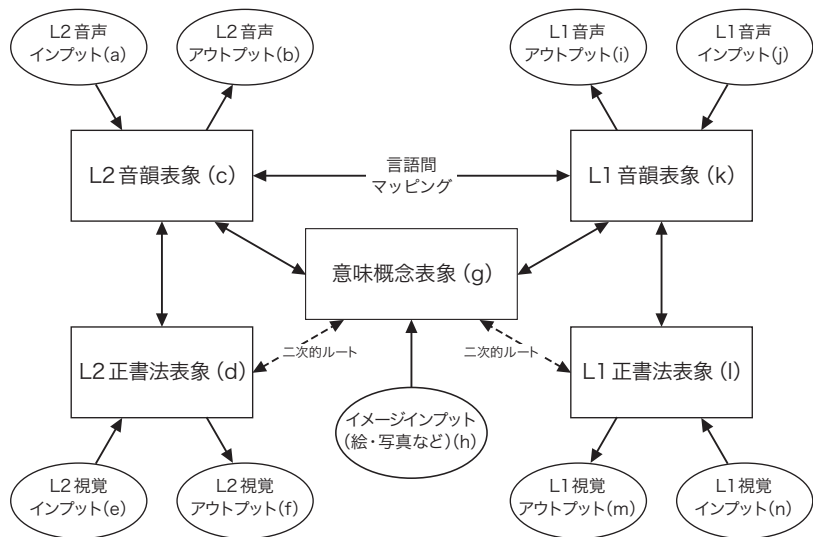 L2音声
インプット(a)
L2音声
アウトプット(b)
L1音声
アウトプット(i)
L1音声
インプット(j)
L2音韻表象(c)
言語間
マッピング
L1音韻表象(k)
意味概念表象(g)
L2正書法表象(d)
二次的ルート
二次的ルート
L1正書法表象(l)
イメージインプット
(絵・写真など)(h)
L2視覚
インプット(e)
L2視覚
アウトプット(f)
L1視覚
アウトプット(m)
L1視覚
インプット(n)